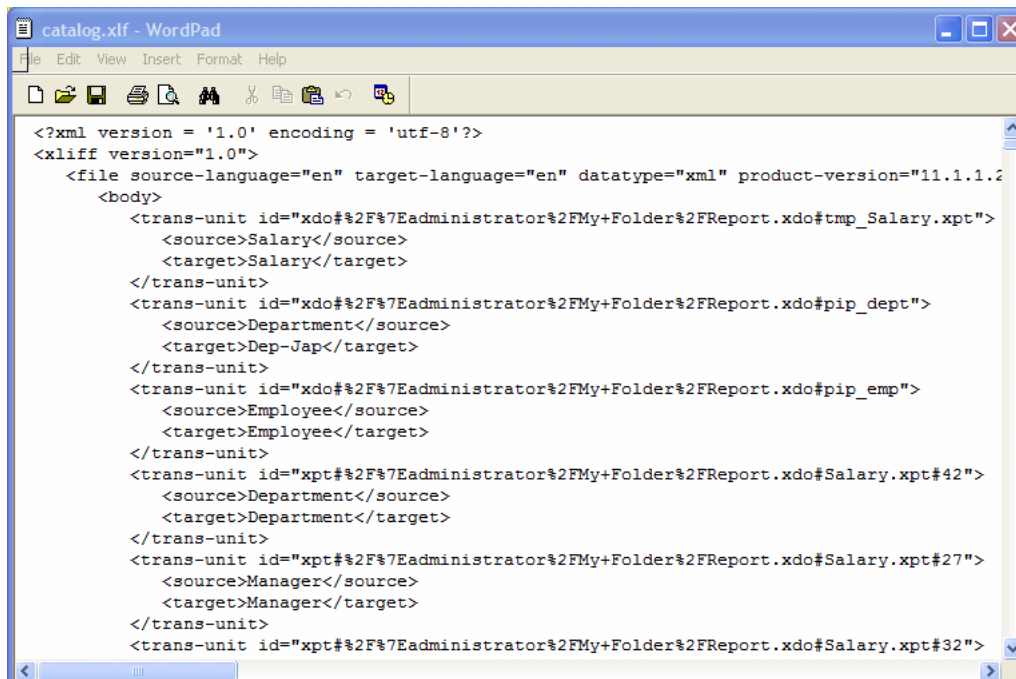 catalog.xlf - WordPad
File Edit View Insert Format Help
<?xml version = '1.0' encoding = 'utf-8'?>
<xliff version="1.0">
<file source-language="en" target-language="en" datatype="xml" product-version="11.1.1.2
<body>
<trans-unit id="xdo#%2F%7Eadministrator%2FMy+Folder%2FReport.xdo#tmp_Salary.xpt">
<source>Salary</source>
<target>Salary</target>
</trans-unit>
<trans-unit id="xdo#%2F%7Eadministrator%2FMy+Folder%2FReport.xdo#pip_dept">
<source>Department</source>
<target>Dep-Jap</target>
</trans-unit>
<trans-unit id="xdo#%2F%7Eadministrator%2FMy+Folder%2FReport.xdo#pip_emp">
<source>Employee</source>
<target>Employee</target>
</trans-unit>
<trans-unit id="xpt#%2F%7Eadministrator%2FMy+Folder%2FReport.xdo#Salary.xpt#42">
<source>Department</source>
<target>Department</target>
</trans-unit>
<trans-unit id="xpt#%2F%7Eadministrator%2FMy+Folder%2FReport.xdo#Salary.xpt#27">
<source>Manager</source>
<target>Manager</target>
</trans-unit>
<trans-unit id="xpt#%2F%7Eadministrator%2FMy+Folder%2FReport.xdo#Salary.xpt#32">